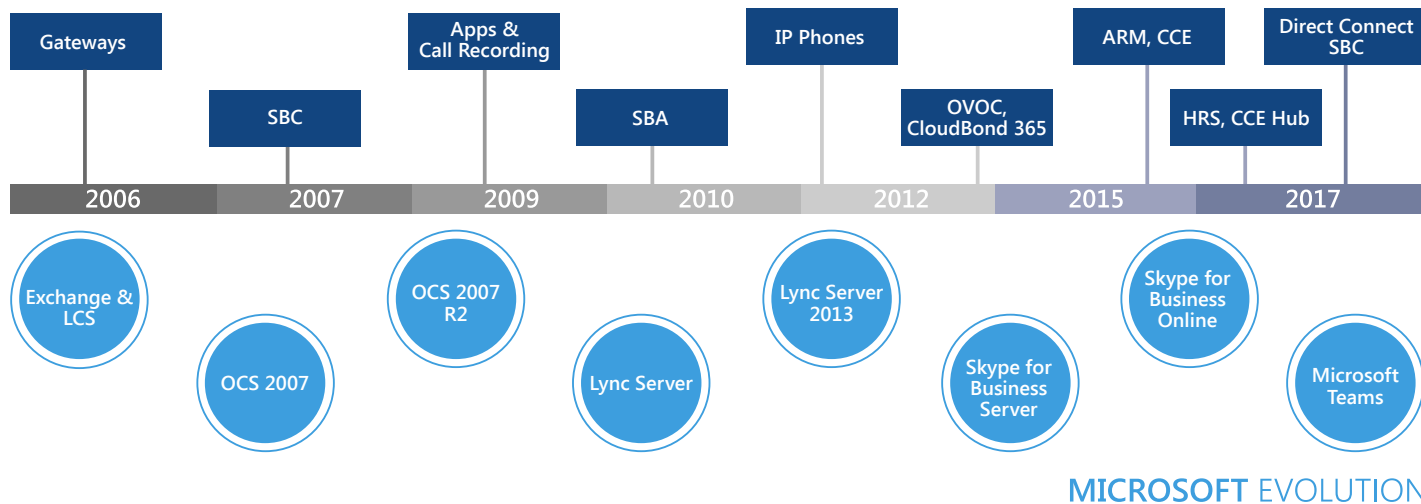 Gateways
SBC
Apps &
Call Recording
SBA
IP Phones
OVOC,
CloudBond 365
ARM, CCE
HRS, CCE Hub
Direct Connect
SBC
2006
2007
2009
2010
2012
2015
2017
Exchange &
LCS
OCS 2007
OCS 2007
R2
Lync Server
Lync Server
2013
Skype for
Business
Server
Skype for
Business
Online
Microsoft
Teams
MICROSOFT EVOLUTION